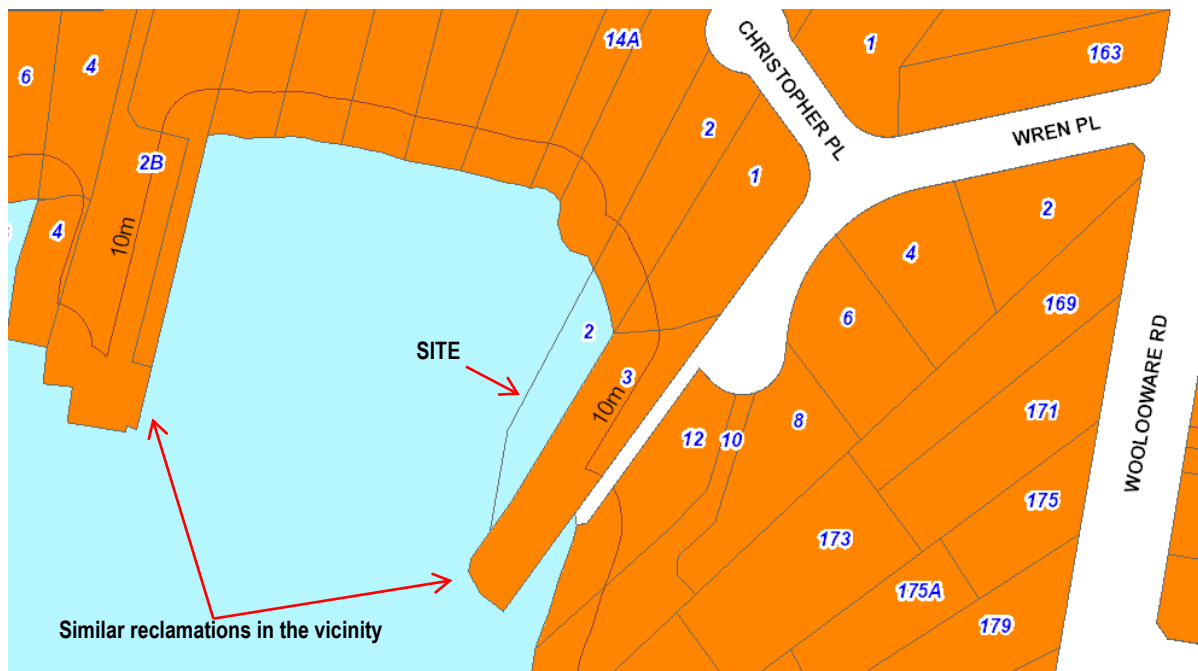 14A
1
163
6
4
CHRISTOPHER PL
WREN PL
2
2B
1
2
4
10m
4
169
6
2
SITE
3
10m
171
WOOLOOWARE RD
8
12
10
175
173
175A
179
Similar reclamations in the vicinity